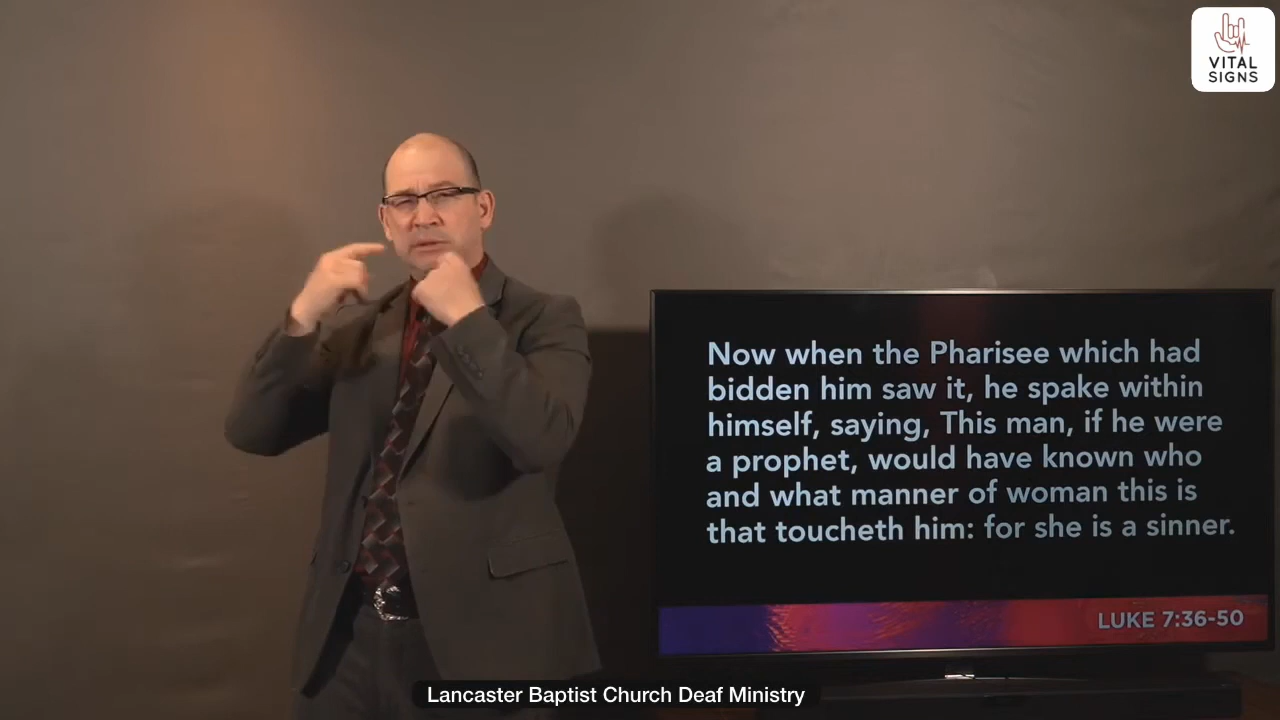 VITAL
SIGNS
Now when the Pharisee which had
bidden him saw it, he spake within
himself, saying, This man, if he were
a prophet, would have known who
and what manner of woman this is
that toucheth him: for she is a sinner.
LUKE 7:36-50
Lancaster Baptist Church Deaf Ministry